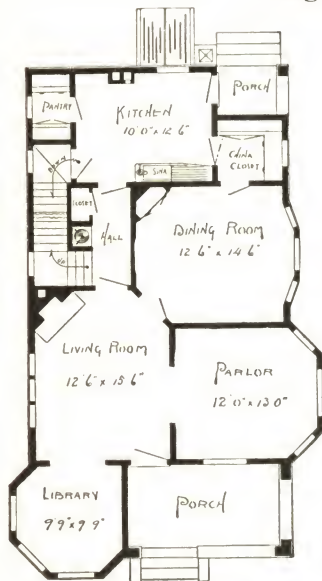 PORCH
PANTRY
KITCHEN
10'0" x 12'6"
DOWN
SINK
CHINA
CLOSET
CLOSET
HALL
DINING ROOM
12'6" x 14'6"
UP
LIVING ROOM
12'6" x 15'6"
PARLOR
12'0" x 13'0"
LIBRARY
9'9" x 9'9"
PORCH